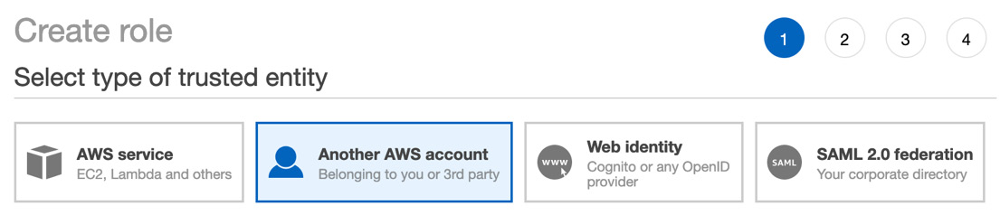 Create role
1 2 3 4
Select type of trusted entity
AWS service
EC2, Lambda and others
Another AWS account
Belonging to you or 3rd party
www
Web identity
Cognito or any OpenID
provider
SAML
SAML 2.0 federation
Your corporate directory